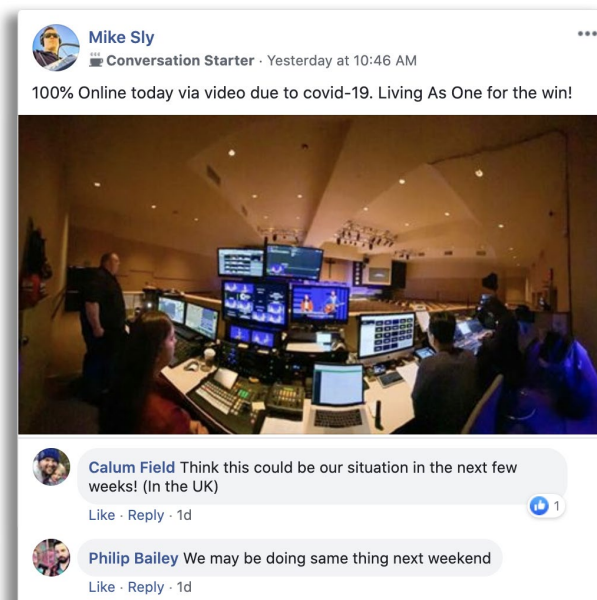 Mike Sly
Conversation Starter · Yesterday at 10:46 AM
100% Online today via video due to covid-19. Living As One for the win!
Calum Field Think this could be our situation in the next few
weeks! (In the UK)
1
Like · Reply · 1d
Philip Bailey We may be doing same thing next weekend
Like · Reply · 1d